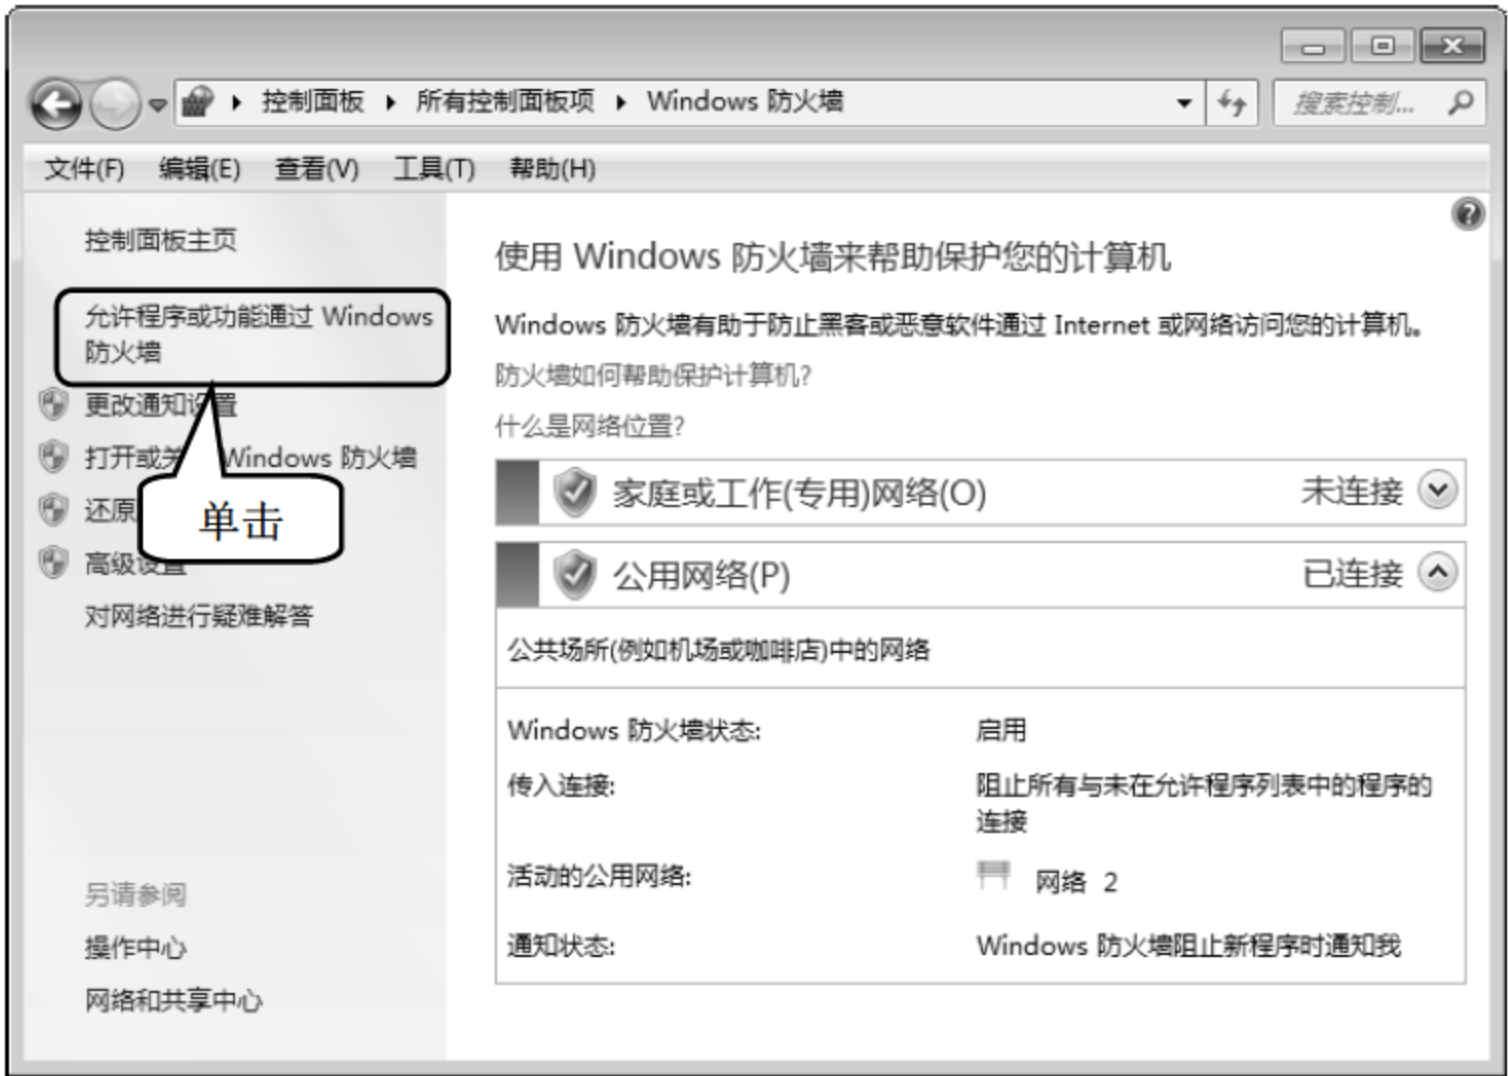 控制面板 ▸ 所有控制面板项 ▸ Windows 防火墙
搜索控制...
文件(F) 编辑(E) 查看(V) 工具(T) 帮助(H)
控制面板主页
允许程序或功能通过 Windows
防火墙
更改通知设置
打开或关 Windows 防火墙
还原
单击
高级设置
对网络进行疑难解答
另请参阅
操作中心
网络和共享中心
使用 Windows 防火墙来帮助保护您的计算机
Windows 防火墙有助于防止黑客或恶意软件通过 Internet 或网络访问您的计算机。
防火墙如何帮助保护计算机?
什么是网络位置?
家庭或工作(专用)网络(O) 未连接
公用网络(P) 已连接
公共场所(例如机场或咖啡店)中的网络
Windows 防火墙状态: 启用
传入连接: 阻止所有与未在允许程序列表中的程序的
连接
活动的公用网络: 网络 2
通知状态: Windows 防火墙阻止新程序时通知我